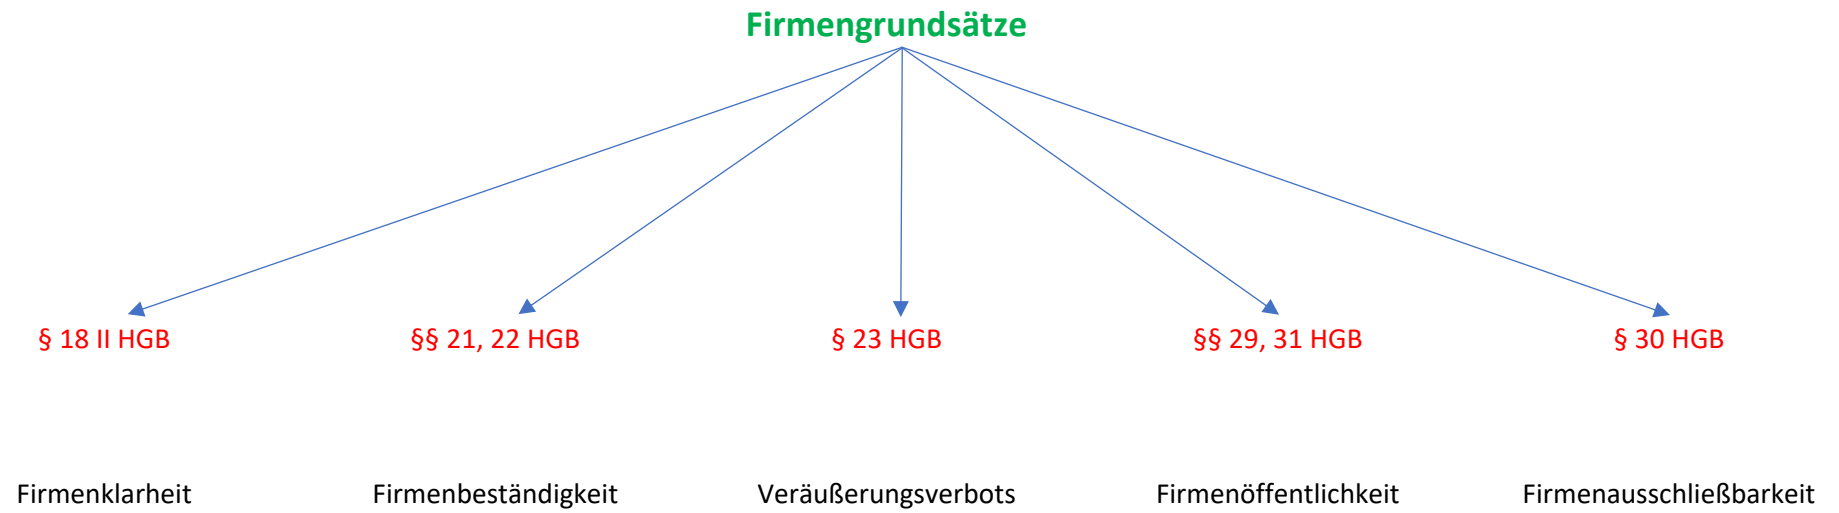 Firmengrundsätze
§ 18 II HGB §§ 21, 22 HGB § 23 HGB §§ 29, 31 HGB § 30 HGB
Firmenklarheit Firmenbeständigkeit Veräußerungsverbots Firmenöffentlichkeit Firmenausschließbarkeit